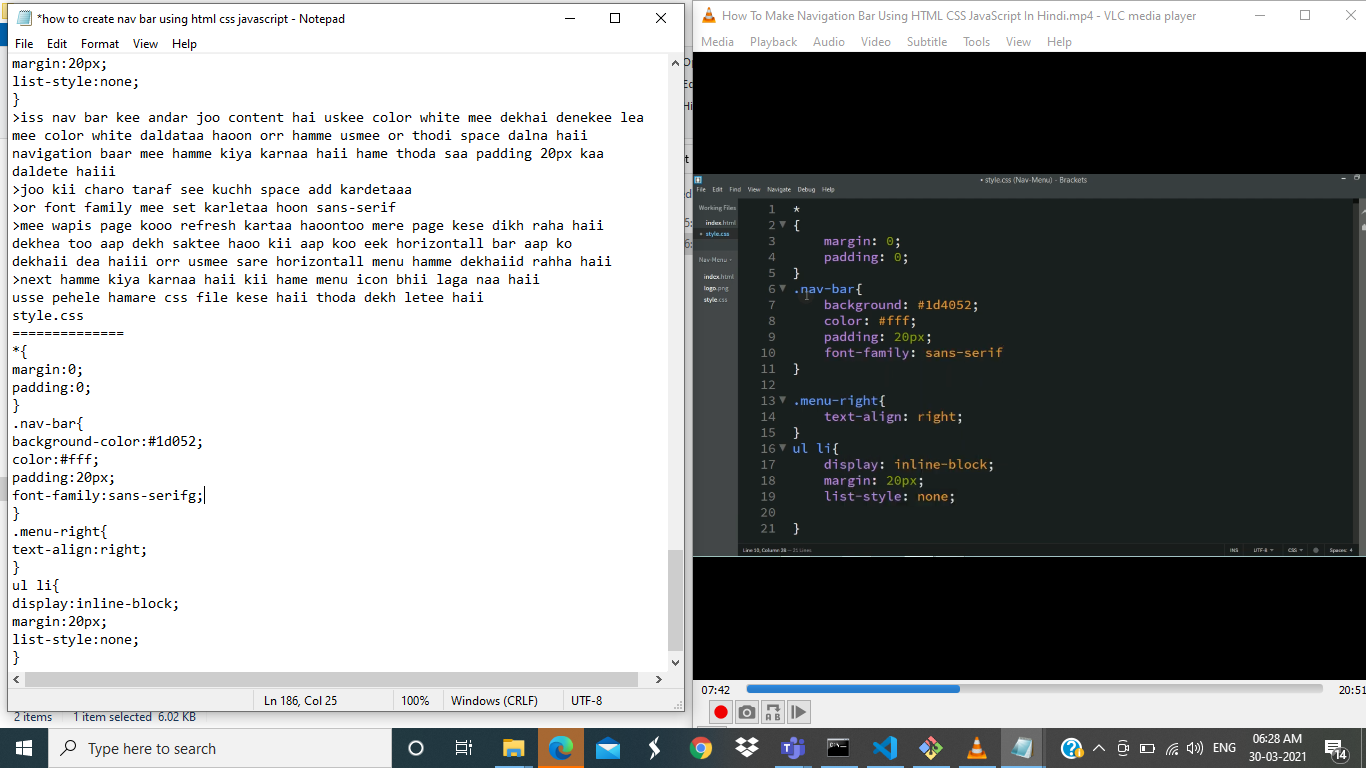 *how to create nav bar using html css javascript - Notepad
File Edit Format View Help
margin:20px;
list-style:none;
}
>iss nav bar kee andar joo content hai uskee color white mee dekhai denekee lea
mee color white daldataa haoon orr hamme usmee or thodi space dalna haii
navigation baar mee hamme kiya karnaa haii hame thoda saa padding 20px kaa
daldete haiii
>joo kii charo taraf see kuchh space add kardetaaa
>or font family mee set karletaa hoon sans-serif
>mee wapis page kooo refresh kartaa haoontoo mere page kese dikh raha haii
dekhea too aap dekh saktee haoo kii aap koo eek horizontall bar aap ko
dekhaii dea haiii orr usmee sare horizontall menu hamme dekhaiid rahha haii
>next hamme kiya karnaa haii kii hame menu icon bhii laga naa haii
usse pehele hamare css file kese haii thoda dekh letee haii
style.css
==============
*{
margin:0;
padding:0;
}
.nav-bar{
background-color:#1d052;
color:#fff;
padding:20px;
font-family:sans-serifg;
}
.menu-right{
text-align:right;
}
ul li{
display:inline-block;
margin:20px;
list-style:none;
}
Ln 186, Col 25 100% Windows (CRLF) UTF-8
2 items 1 item selected 6.02 KB
How To Make Navigation Bar Using HTML CSS JavaScript In Hindi.mp4 - VLC media player
Media Playback Audio Video Subtitle Tools View Help
• style.css (Nav-Menu) - Brackets
File Edit Find View Navigate Debug Help
Working Files
index.html
• style.css
Nav-Menu
index.html
logo.png
style.css
1 *
2 {
3 margin: 0;
4 padding: 0;
5 }
6 .nav-bar{
7 background: #1d4052;
8 color: #fff;
9 padding: 20px;
10 font-family: sans-serif
11 }
12
13 .menu-right{
14 text-align: right;
15 }
16 ul li{
17 display: inline-block;
18 margin: 20px;
19 list-style: none;
20
21 }
Line 10, Column 28 — 21 Lines
INS UTF-8 CSS Spaces: 4
07:42 20:51
Type here to search
ENG
06:28 AM
30-03-2021
14